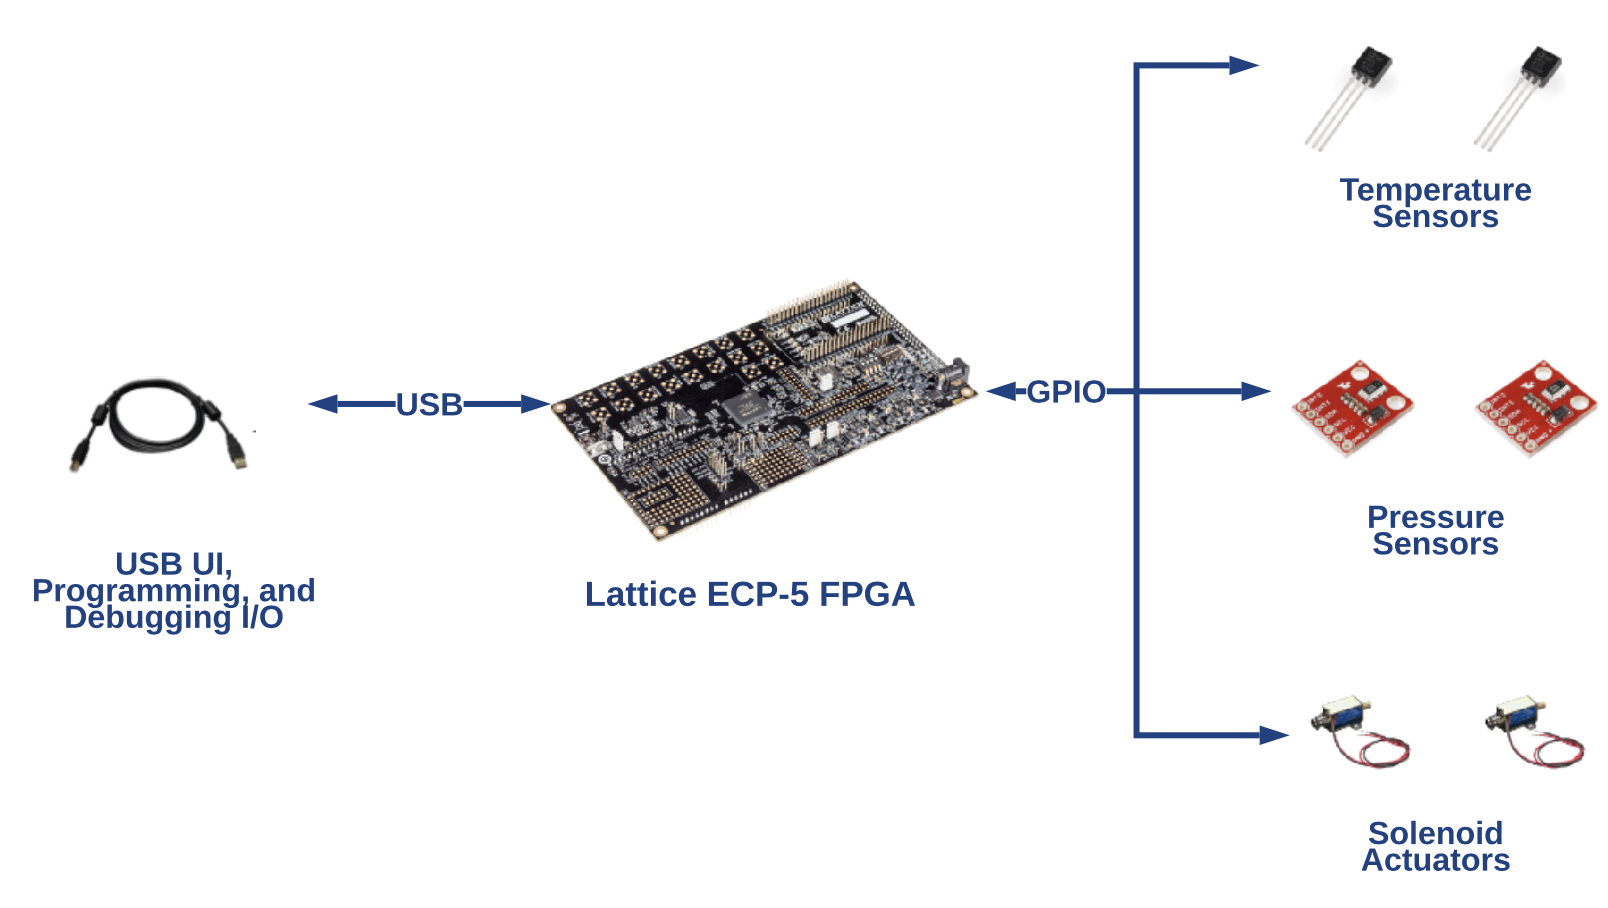 Temperature
Sensors
USB
GPIO
Pressure
Sensors
USB UI,
Programming, and
Debugging I/O
Lattice ECP-5 FPGA
Solenoid
Actuators